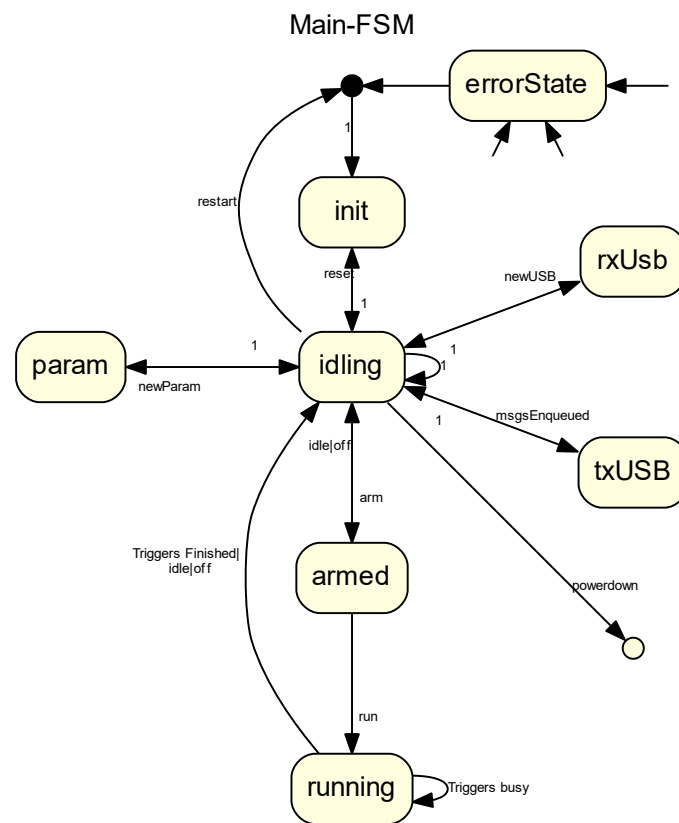 Main-FSM
errorState
1
init
restart
reset
1
rxUsb
newUSB
param
1
newParam
idling
1
1
msgsEnqueued
1
txUSB
idle|off
arm
Triggers Finished|
idle|off
armed
powerdown
run
running
Triggers busy